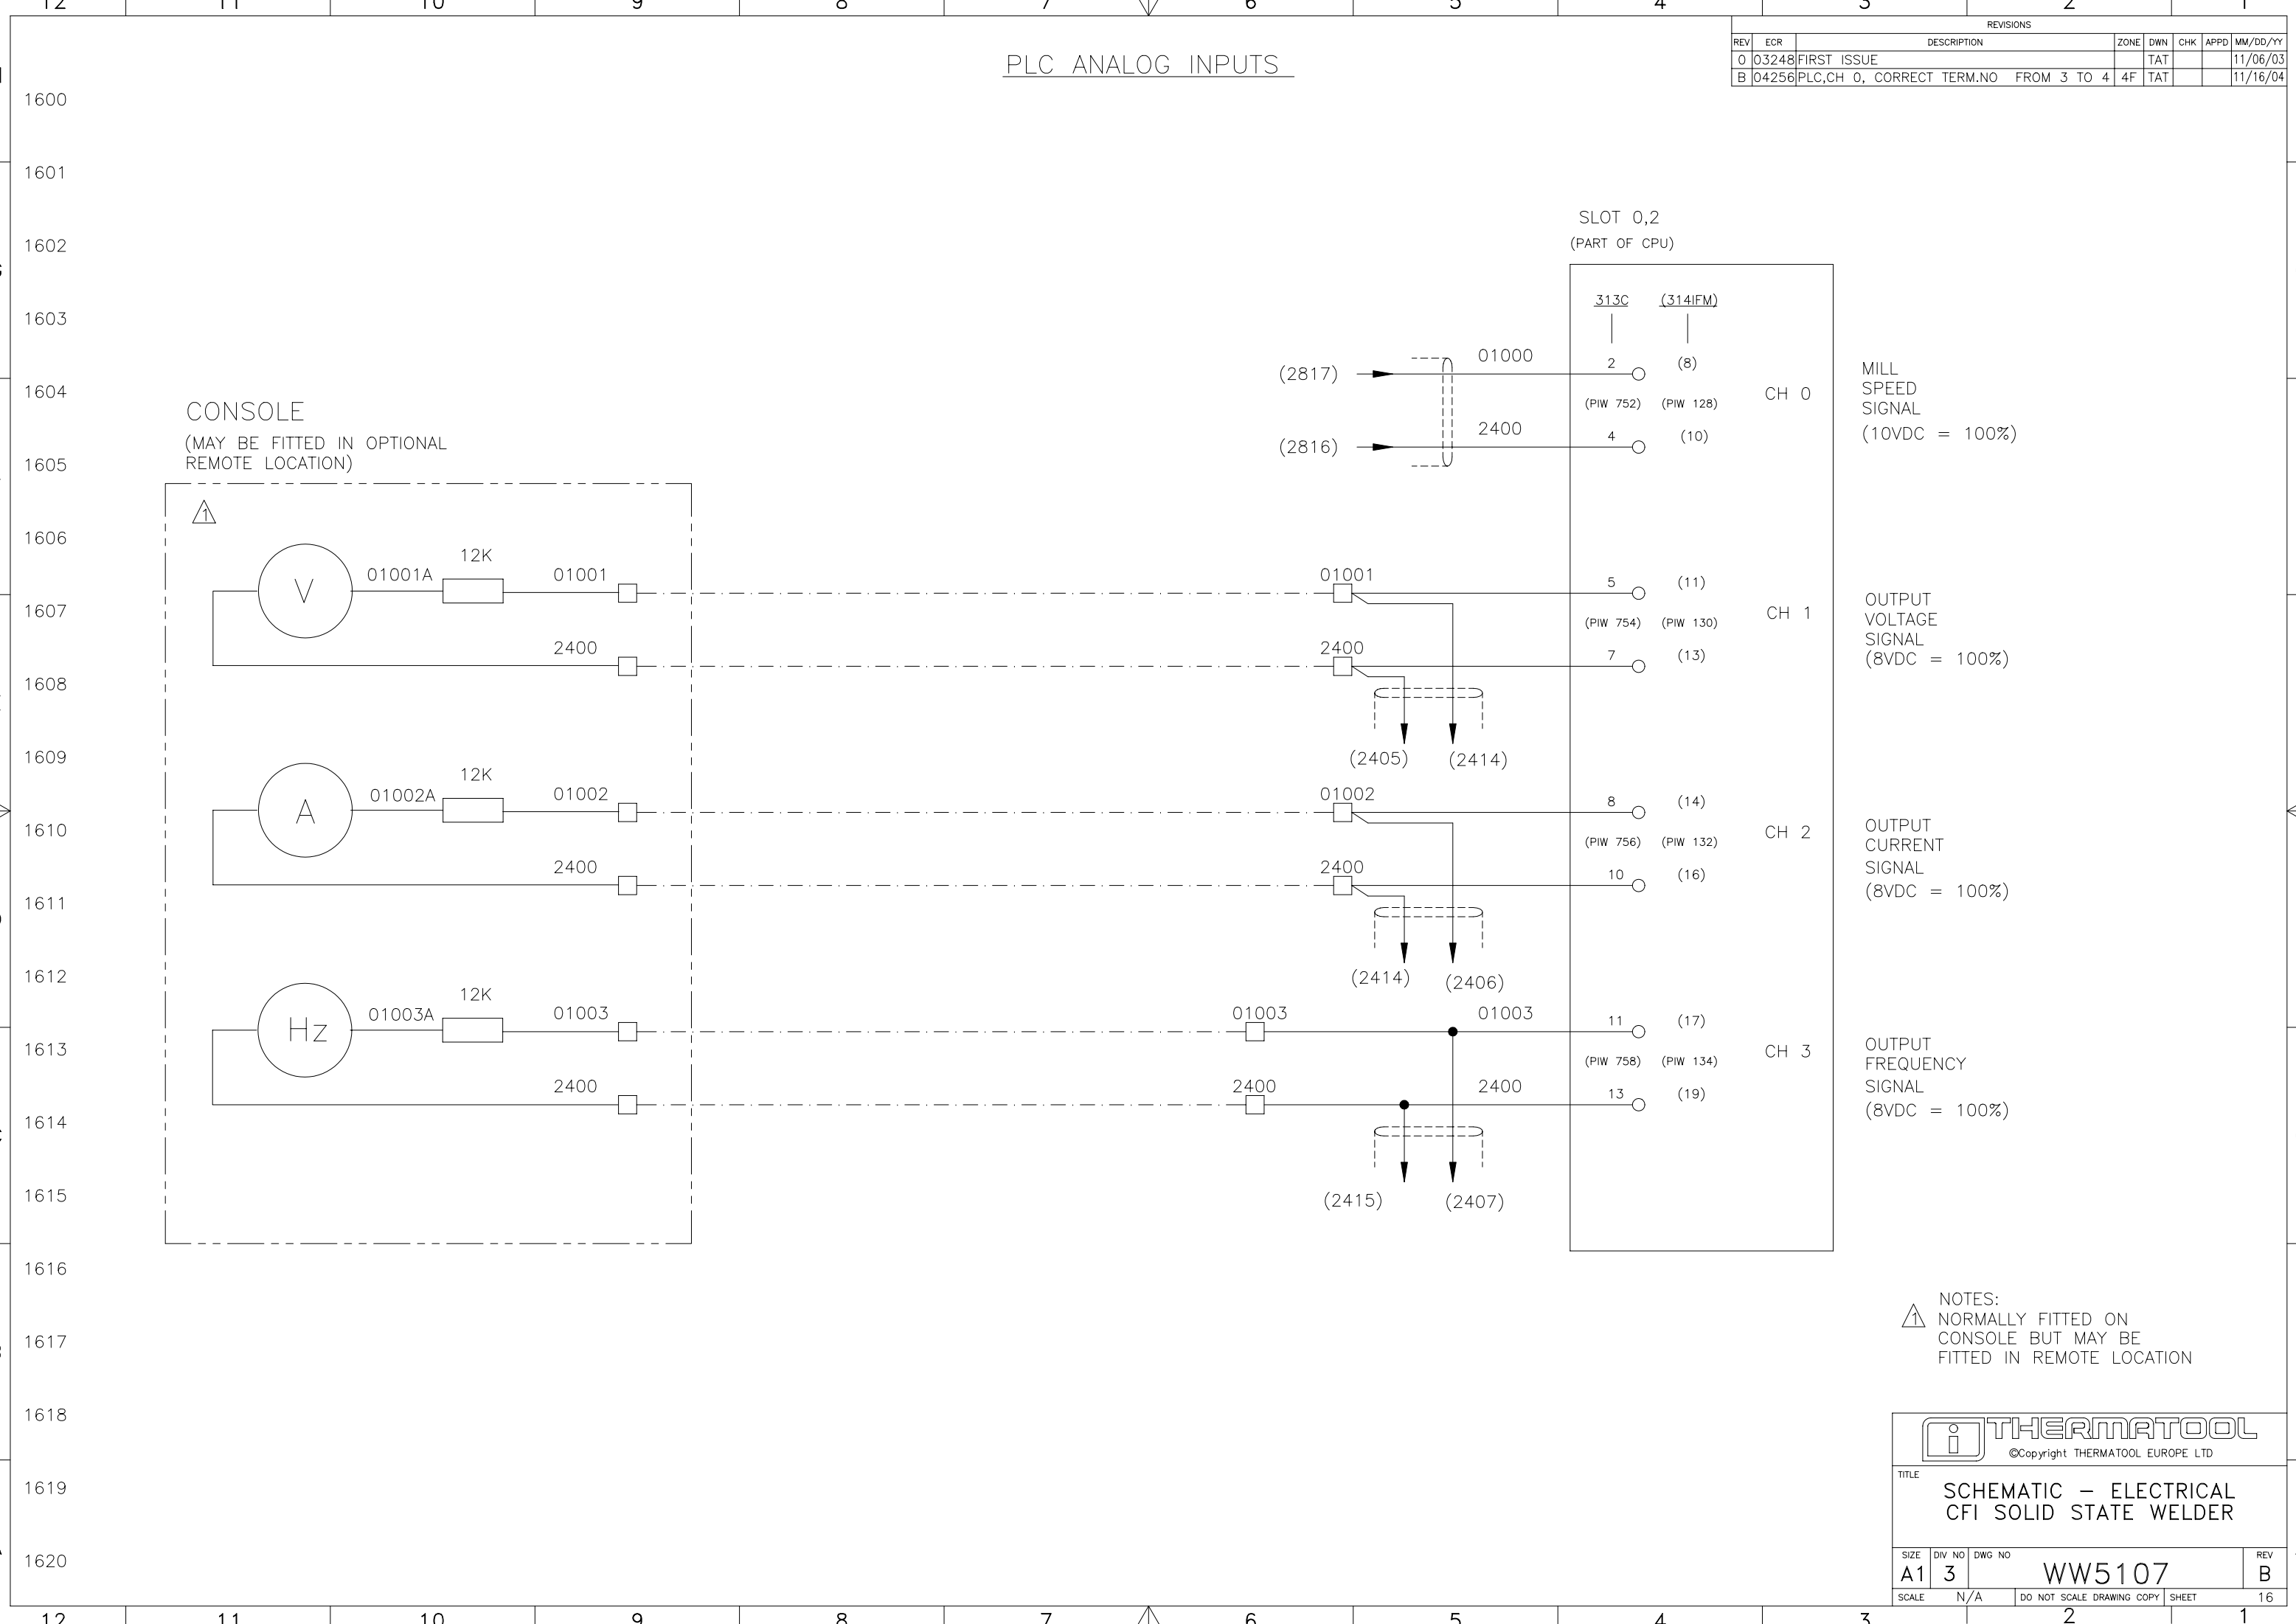 12 11 10 9 8 7 6 5 4 3 2 1
REVISIONS
REV ECR DESCRIPTION ZONE DWN CHK APPD MM/DD/YY
0 03248 FIRST ISSUE TAT 11/06/03
B 04256 PLC,CH 0, CORRECT TERM.NO FROM 3 TO 4 4F TAT 11/16/04
PLC ANALOG INPUTS
1600
1601
1602
1603
1604
1605
1606
1607
1608
1609
1610
1611
1612
1613
1614
1615
1616
1617
1618
1619
1620
CONSOLE
(MAY BE FITTED IN OPTIONAL
REMOTE LOCATION)
1
V 01001A 12K 01001
2400
A 01002A 12K 01002
2400
Hz 01003A 12K 01003
2400
(2817) 01000
(2816) 2400
01001
2400
(2405) (2414)
01002
2400
(2414) (2406)
01003 01003
2400 2400
(2415) (2407)
SLOT 0,2
(PART OF CPU)
313C (314IFM)
2 (8)
(PIW 752) (PIW 128) CH 0
4 (10)
5 (11)
(PIW 754) (PIW 130) CH 1
7 (13)
8 (14)
(PIW 756) (PIW 132) CH 2
10 (16)
11 (17)
(PIW 758) (PIW 134) CH 3
13 (19)
MILL
SPEED
SIGNAL
(10VDC = 100%)
OUTPUT
VOLTAGE
SIGNAL
(8VDC = 100%)
OUTPUT
CURRENT
SIGNAL
(8VDC = 100%)
OUTPUT
FREQUENCY
SIGNAL
(8VDC = 100%)
NOTES:
1 NORMALLY FITTED ON
CONSOLE BUT MAY BE
FITTED IN REMOTE LOCATION
i THERMATOOL
©Copyright THERMATOOL EUROPE LTD
TITLE
SCHEMATIC – ELECTRICAL
CFI SOLID STATE WELDER
SIZE DIV NO DWG NO REV
A1 3 WW5107 B
SCALE N/A DO NOT SCALE DRAWING COPY SHEET 16
12 11 10 9 8 7 6 5 4 3 2 1